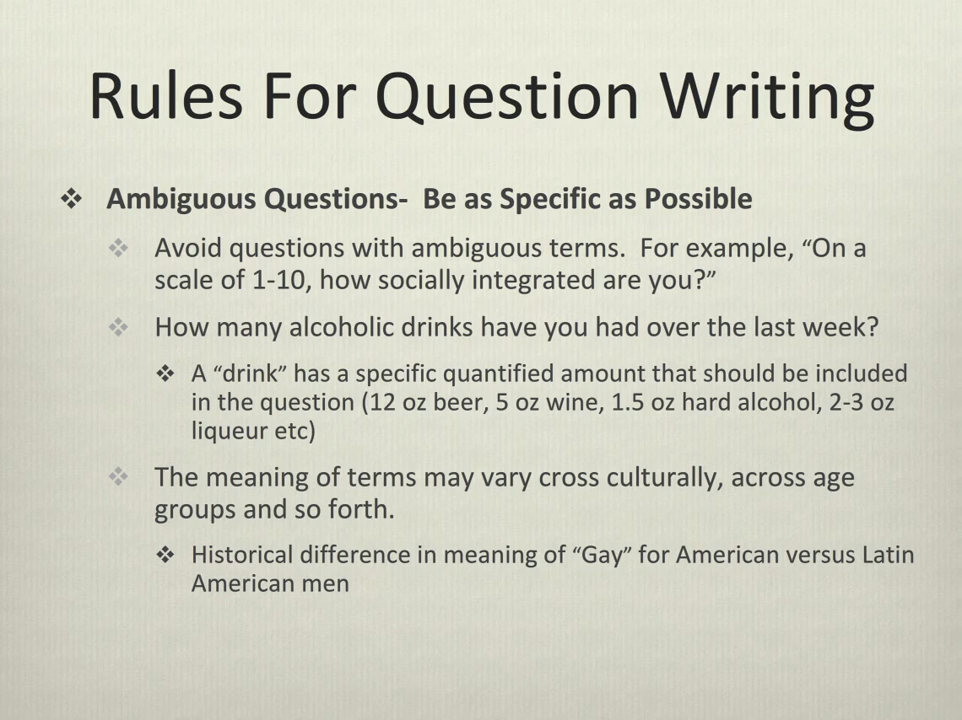 Rules For Question Writing
Ambiguous Questions-  Be as Specific as Possible
Avoid questions with ambiguous terms.  For example, “On a
scale of 1-10, how socially integrated are you?”
How many alcoholic drinks have you had over the last week?
A “drink” has a specific quantified amount that should be included
in the question (12 oz beer, 5 oz wine, 1.5 oz hard alcohol, 2-3 oz
liqueur etc)
The meaning of terms may vary cross culturally, across age
groups and so forth.
Historical difference in meaning of “Gay” for American versus Latin
American men